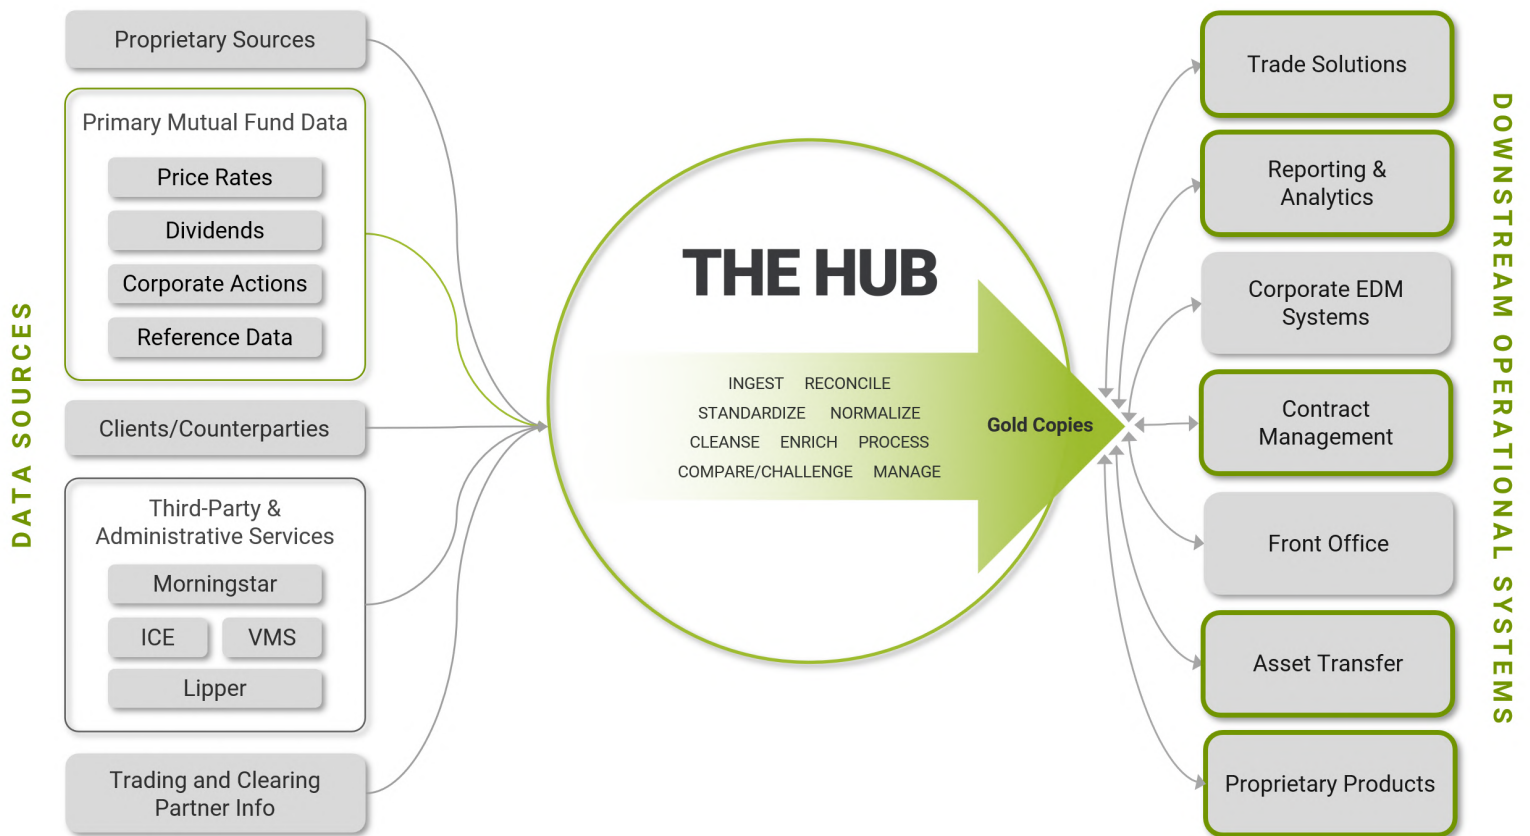 DATA SOURCES
Proprietary Sources
Primary Mutual Fund Data
Price Rates
Dividends
Corporate Actions
Reference Data
Clients/Counterparties
Third-Party &
Administrative Services
Morningstar
ICE VMS
Lipper
Trading and Clearing
Partner Info
THE HUB
INGEST RECONCILE
STANDARDIZE NORMALIZE
CLEANSE ENRICH PROCESS
COMPARE/CHALLENGE MANAGE
Gold Copies
Trade Solutions
Reporting &
Analytics
Corporate EDM
Systems
Contract
Management
Front Office
Asset Transfer
Proprietary Products
DOWNSTREAM OPERATIONAL SYSTEMS